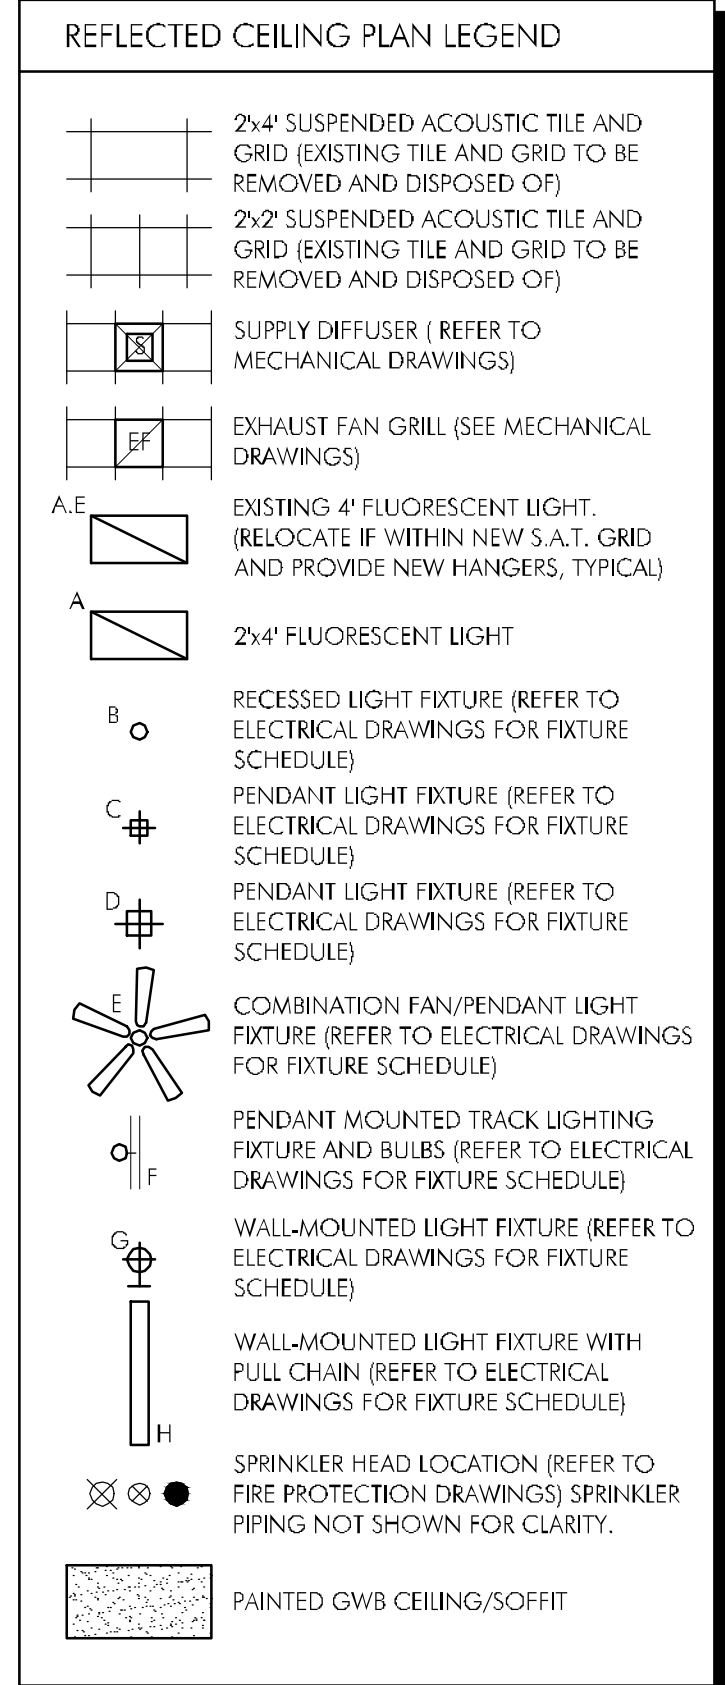 REFLECTED CEILING PLAN LEGEND
2'x4' SUSPENDED ACOUSTIC TILE AND
GRID (EXISTING TILE AND GRID TO BE
REMOVED AND DISPOSED OF)
2'x2' SUSPENDED ACOUSTIC TILE AND
GRID (EXISTING TILE AND GRID TO BE
REMOVED AND DISPOSED OF)
S
SUPPLY DIFFUSER ( REFER TO
MECHANICAL DRAWINGS)
EF
EXHAUST FAN GRILL (SEE MECHANICAL
DRAWINGS)
A.E
EXISTING 4' FLUORESCENT LIGHT.
(RELOCATE IF WITHIN NEW S.A.T. GRID
AND PROVIDE NEW HANGERS, TYPICAL)
A
2'x4' FLUORESCENT LIGHT
B
RECESSED LIGHT FIXTURE (REFER TO
ELECTRICAL DRAWINGS FOR FIXTURE
SCHEDULE)
C
PENDANT LIGHT FIXTURE (REFER TO
ELECTRICAL DRAWINGS FOR FIXTURE
SCHEDULE)
D
PENDANT LIGHT FIXTURE (REFER TO
ELECTRICAL DRAWINGS FOR FIXTURE
SCHEDULE)
E
COMBINATION FAN/PENDANT LIGHT
FIXTURE (REFER TO ELECTRICAL DRAWINGS
FOR FIXTURE SCHEDULE)
F
PENDANT MOUNTED TRACK LIGHTING
FIXTURE AND BULBS (REFER TO ELECTRICAL
DRAWINGS FOR FIXTURE SCHEDULE)
G
WALL-MOUNTED LIGHT FIXTURE (REFER TO
ELECTRICAL DRAWINGS FOR FIXTURE
SCHEDULE)
H
WALL-MOUNTED LIGHT FIXTURE WITH
PULL CHAIN (REFER TO ELECTRICAL
DRAWINGS FOR FIXTURE SCHEDULE)
SPRINKLER HEAD LOCATION (REFER TO
FIRE PROTECTION DRAWINGS) SPRINKLER
PIPING NOT SHOWN FOR CLARITY.
PAINTED GWB CEILING/SOFFIT